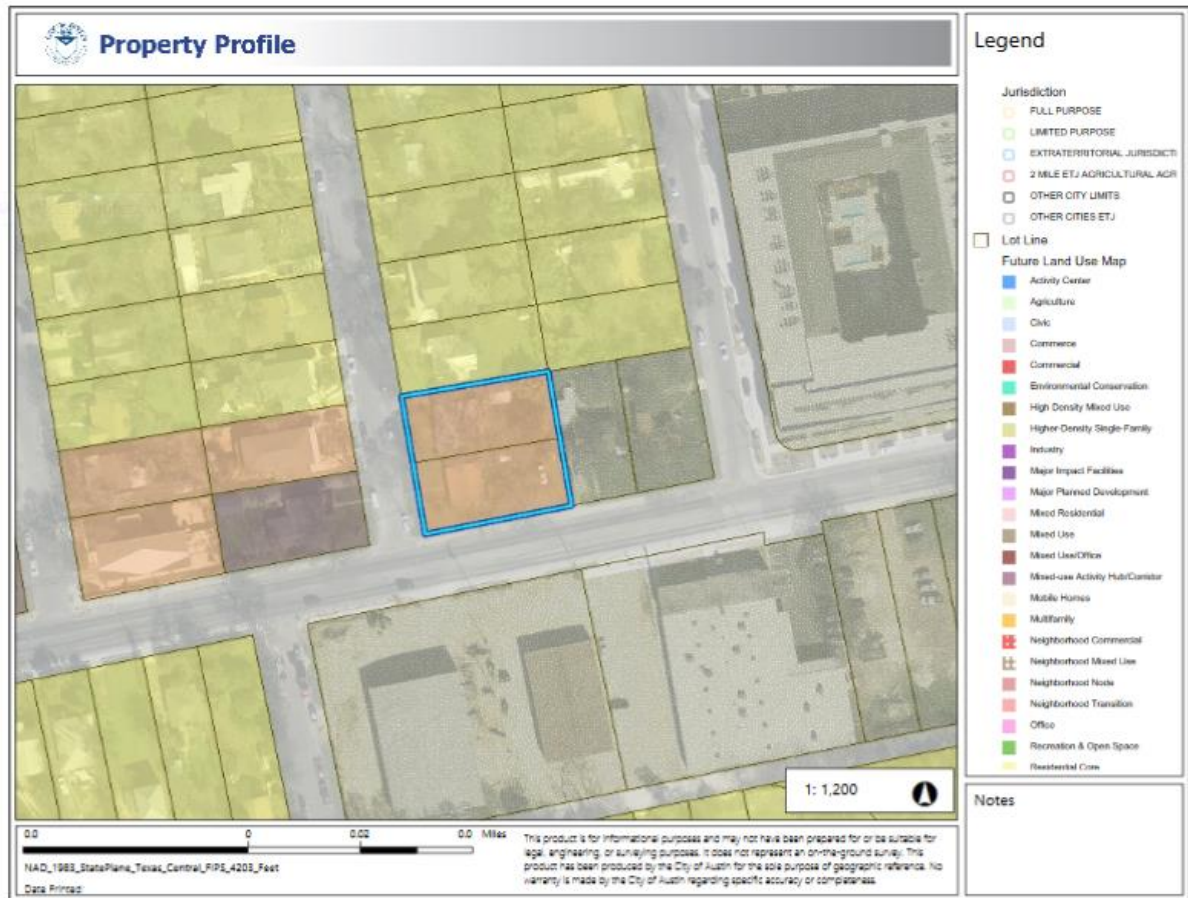 Property Profile
Legend
Jurisdiction
FULL PURPOSE
LIMITED PURPOSE
EXTRATERRITORIAL JURISDICTI
2 MILE ETJ AGRICULTURAL AGR
OTHER CITY LIMITS
OTHER CITIES ETJ
Lot Line
Future Land Use Map
Activity Center
Agriculture
Civic
Commerce
Commercial
Environmental Conservation
High Density Mixed Use
Higher-Density Single-Family
Industry
Major Impact Facilities
Major Planned Development
Mixed Residential
Mixed Use
Mixed Use/Office
Mixed-use Activity Hub/Corridor
Mobile Homes
Multifamily
Neighborhood Commercial
Neighborhood Mixed Use
Neighborhood Node
Neighborhood Transition
Office
Recreation & Open Space
Residential Core
1: 1,200
Notes
0.0 0 0.02 0.0 Miles
NAD_1983_StatePlane_Texas_Central_FIPS_4203_Feet
Date Printed:
This product is for informational purposes and may not have been prepared for or be suitable for
legal, engineering, or surveying purposes. It does not represent an on-the-ground survey. This
product has been produced by the City of Austin for the sole purpose of geographic reference. No
warranty is made by the City of Austin regarding specific accuracy or completeness.